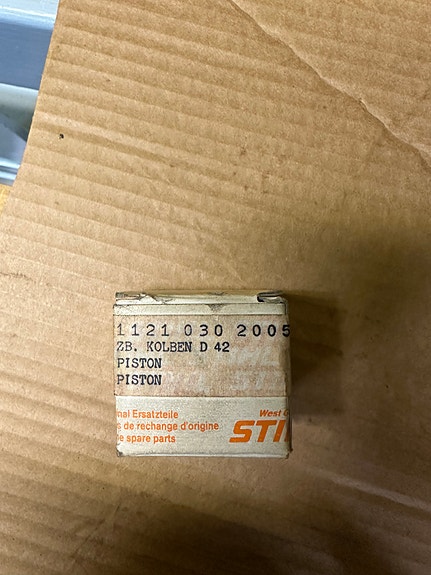 1121 030 2005
ZB. KOLBEN D 42
PISTON
PISTON
nal Ersatzteile
s de rechange d'origine
e spare parts
West G
STI